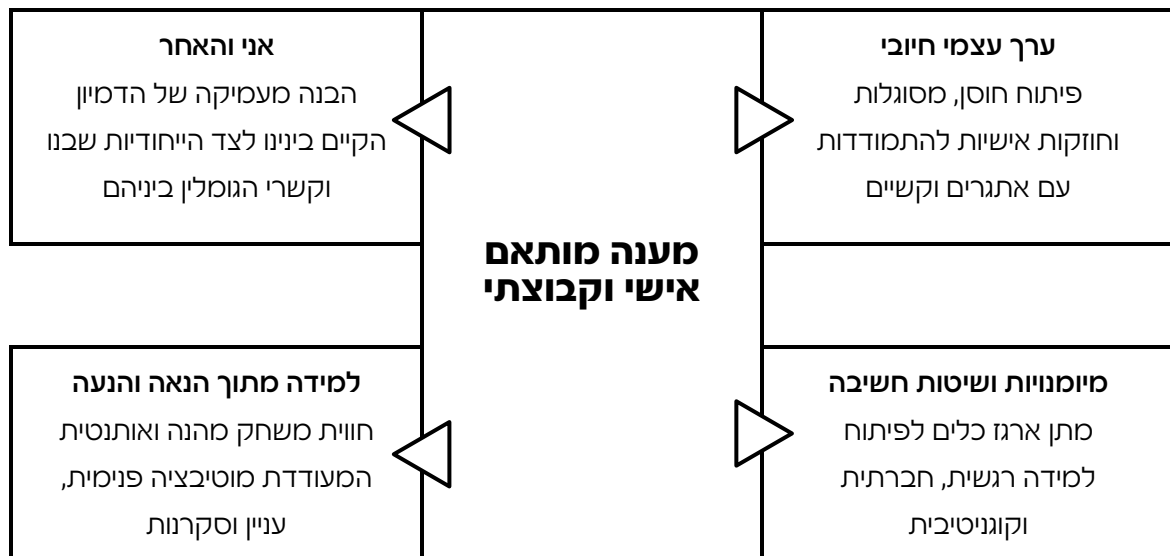 ערך עצמי חיובי
פיתוח חוסן, מסוגלות
וחוזקות אישיות להתמודדות
עם אתגרים וקשיים
אני והאחר
הבנה מעמיקה של הדמיון
הקיים בינינו לצד הייחודיות שבנו
וקשרי הגומלין ביניהם
מענה מותאם
אישי וקבוצתי
מיומנויות ושיטות חשיבה
מתן ארגז כלים לפיתוח
למידה רגשית, חברתית
וקוגניטיבית
למידה מתוך הנאה והנעה
חווית משחק מהנה ואותנטית
המעודדת מוטיבציה פנימית,
עניין וסקרנות